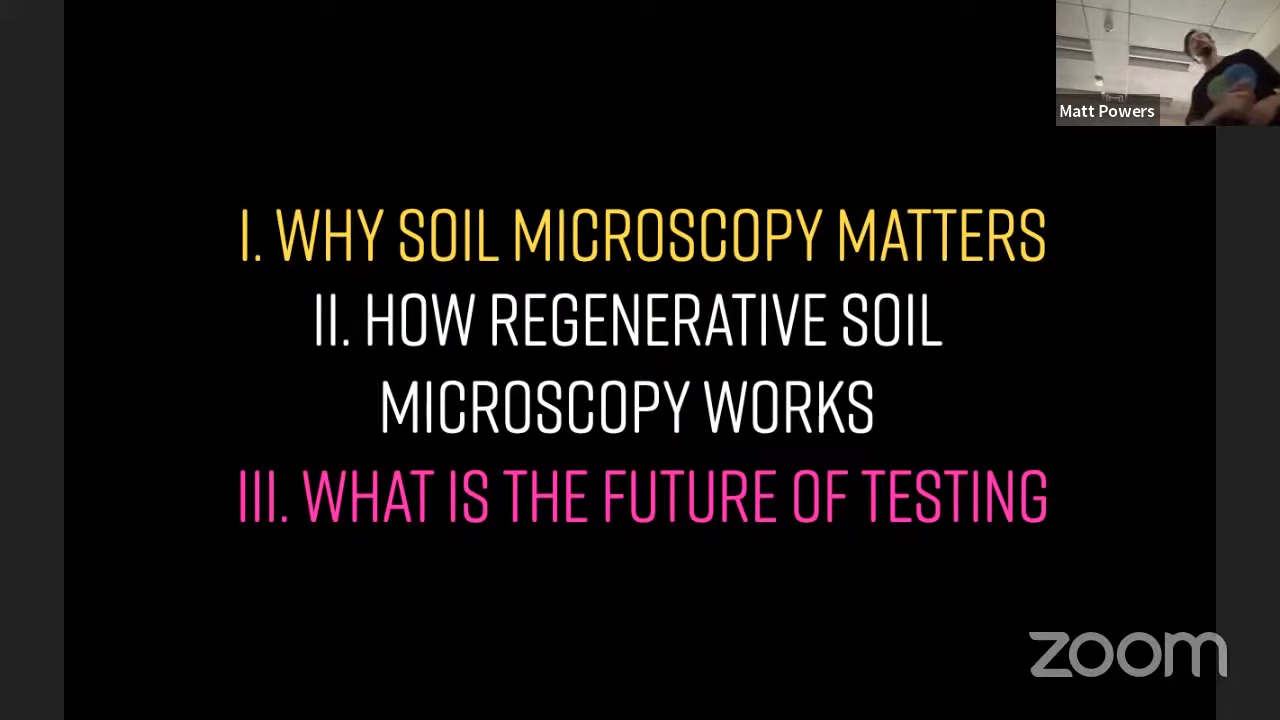 Matt Powers
I. WHY SOIL MICROSCOPY MATTERS
II. HOW REGENERATIVE SOIL
MICROSCOPY WORKS
III. WHAT IS THE FUTURE OF TESTING
zoom